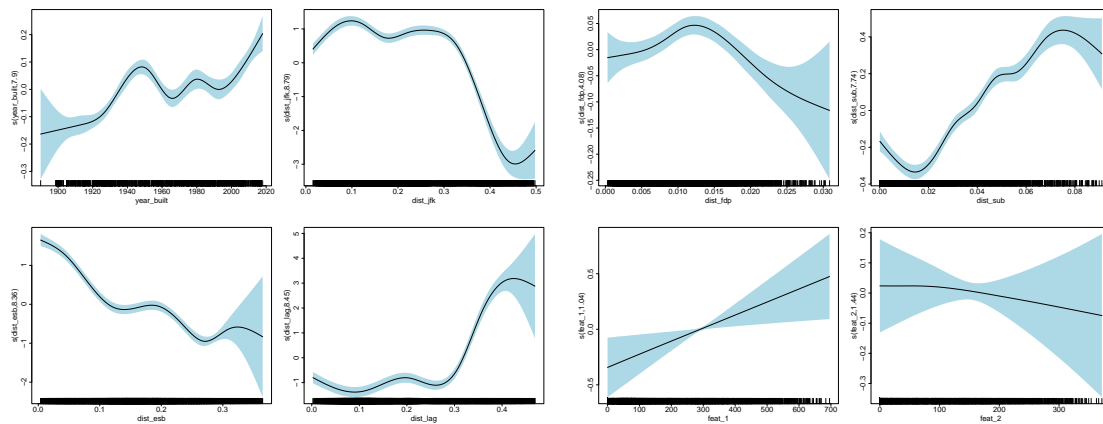 s(year_built,7.9)
-0.3 -0.2 -0.1 0.0 0.1 0.2
1900 1920 1940 1960 1980 2000 2020
year_built
s(dist_jfk,8.79)
-3 -2 -1 0 1
0.0 0.1 0.2 0.3 0.4 0.5
dist_jfk
s(dist_fdp,4.08)
-0.25 -0.20 -0.15 -0.10 -0.05 0.00 0.05
0.000 0.005 0.010 0.015 0.020 0.025 0.030
dist_fdp
s(dist_sub,7.74)
-0.4 -0.2 0.0 0.2 0.4
0.00 0.02 0.04 0.06 0.08
dist_sub
s(dist_esb,8.36)
-2 -1 0 1
0.0 0.1 0.2 0.3
dist_esb
s(dist_lag,8.45)
-1 0 1 2 3 4 5
0.0 0.1 0.2 0.3 0.4
dist_lag
s(feat_1,1.04)
-0.5 0.0 0.5
0 100 200 300 400 500 600 700
feat_1
s(feat_2,1.44)
-0.3 -0.2 -0.1 0.0 0.1 0.2
0 100 200 300
feat_2